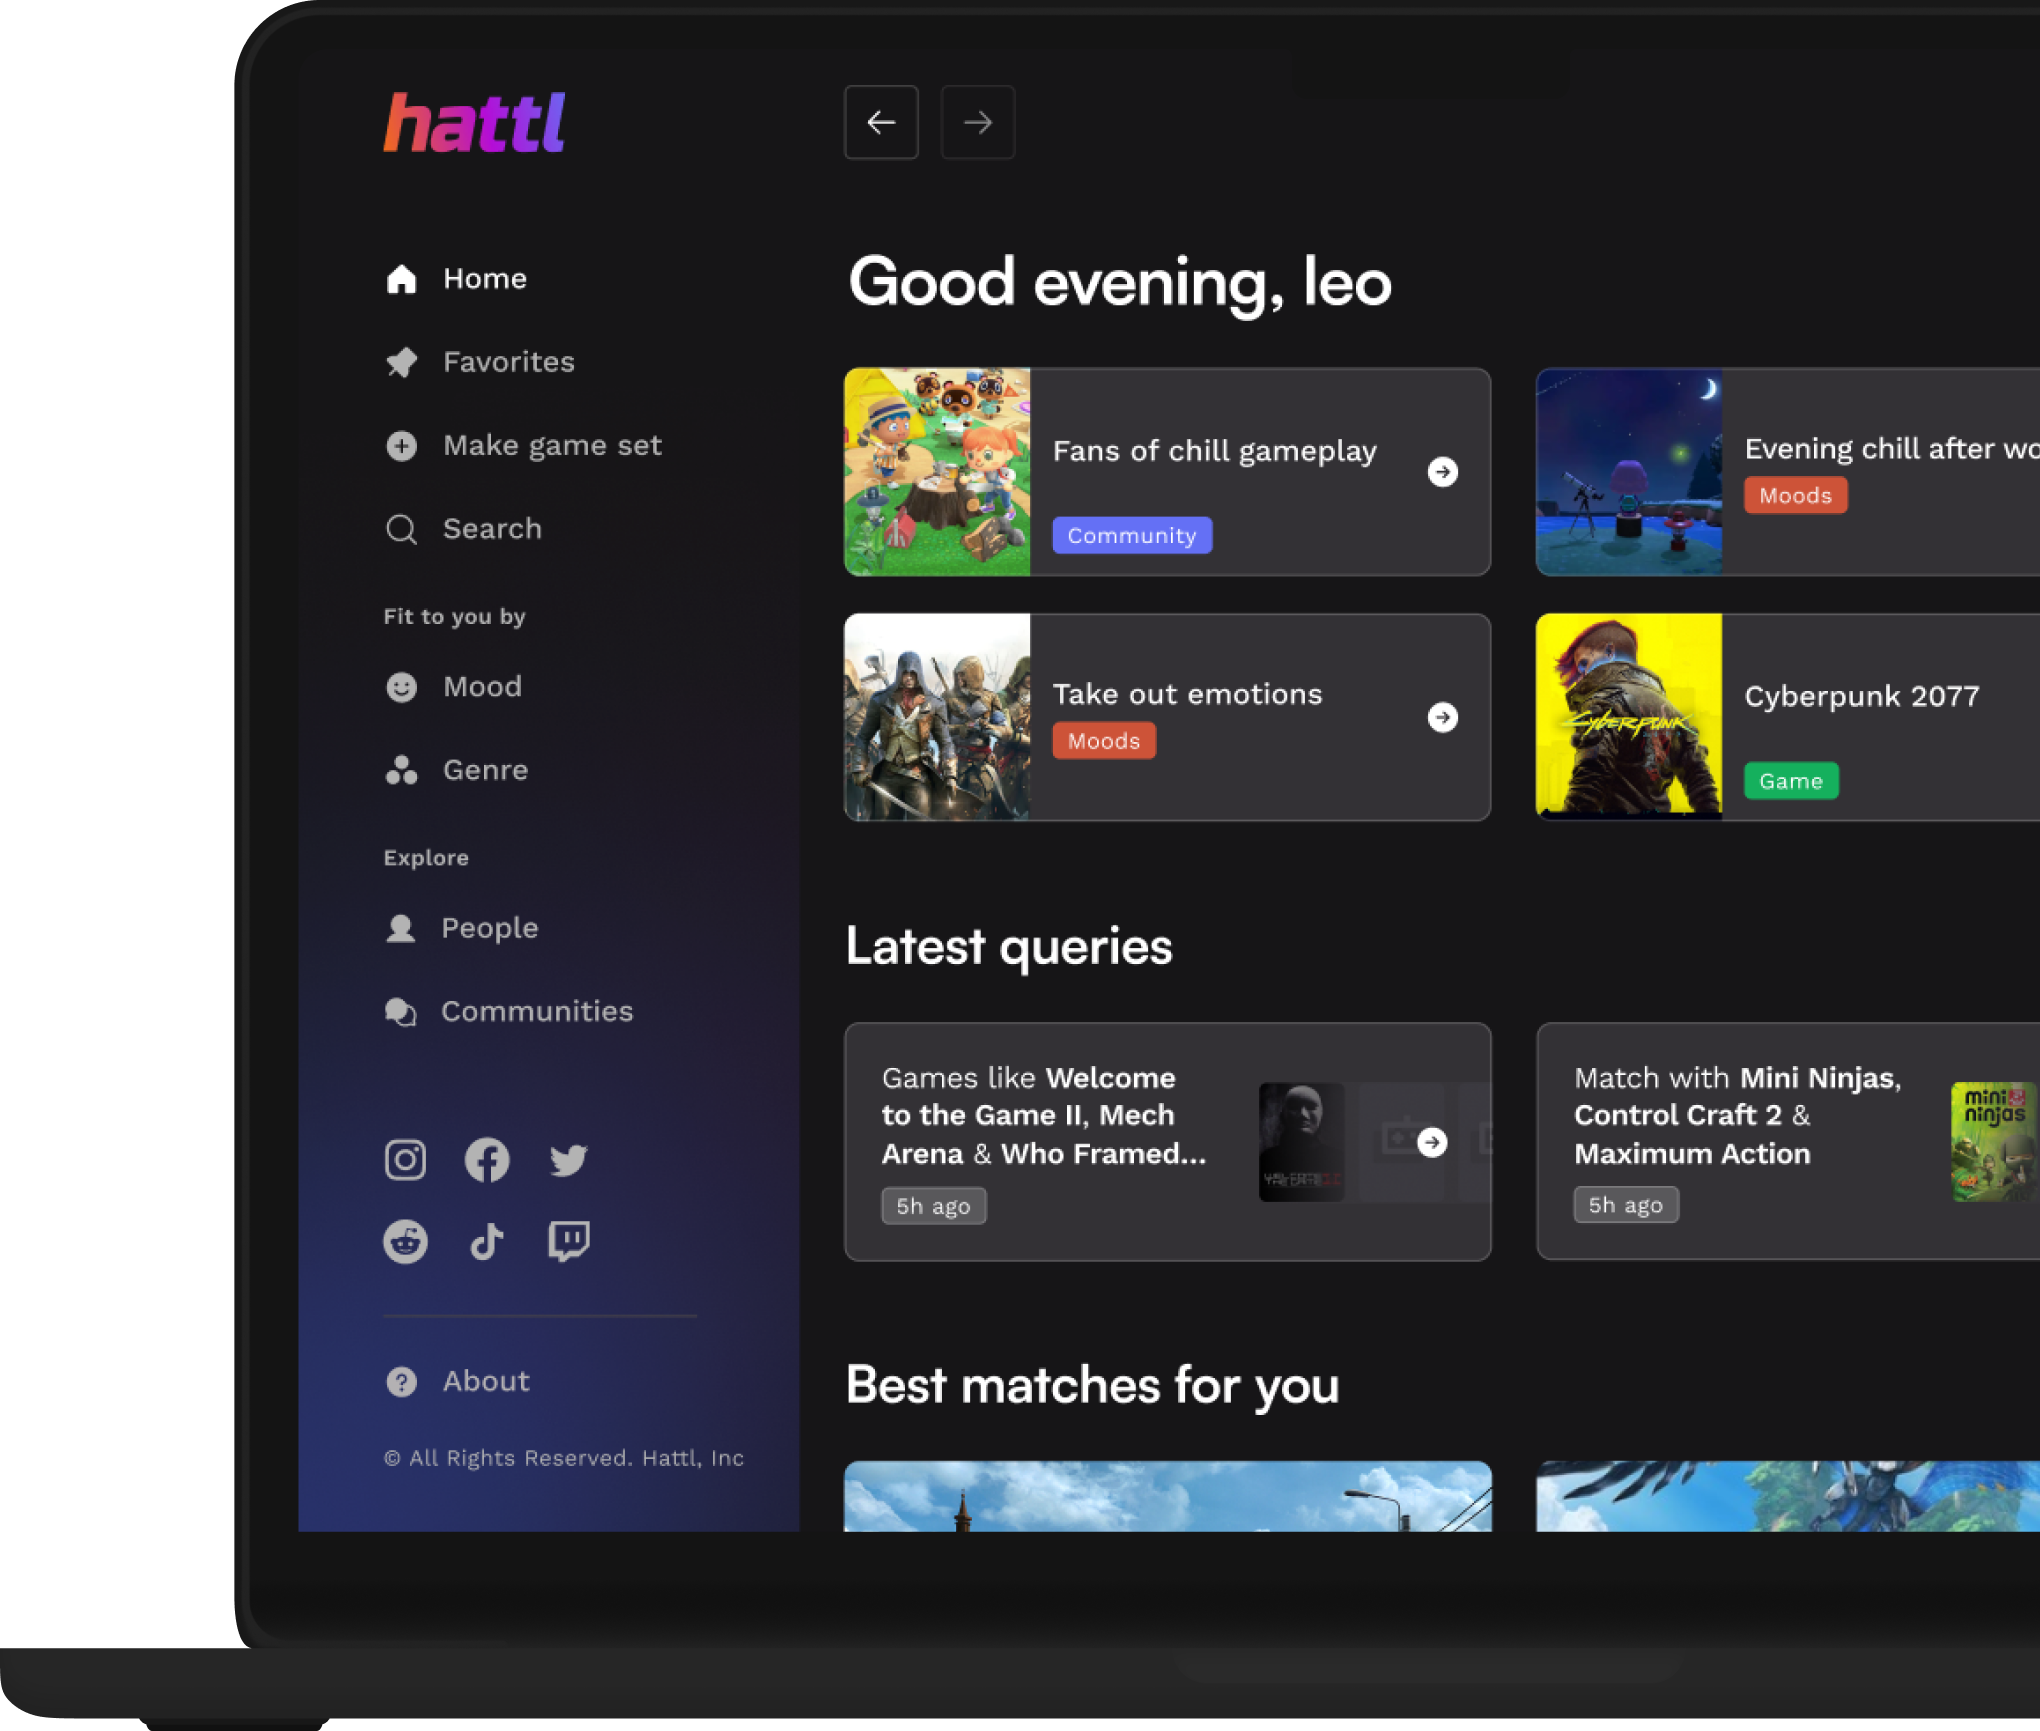 hattl
Home
Favorites
Make game set
Search
Fit to you by
Mood
Genre
Explore
People
Communities
About
© All Rights Reserved. Hattl, Inc
Good evening, leo
Fans of chill gameplay
Community
Evening chill after
Moods
Take out emotions
Moods
CYBERPUNK
Cyberpunk 2077
Game
Latest queries
Games like Welcome
to the Game II, Mech
Arena & Who Framed...
5h ago
Match with Mini Ninjas,
Control Craft 2 &
Maximum Action
5h ago
mini
ninjas
Best matches for you